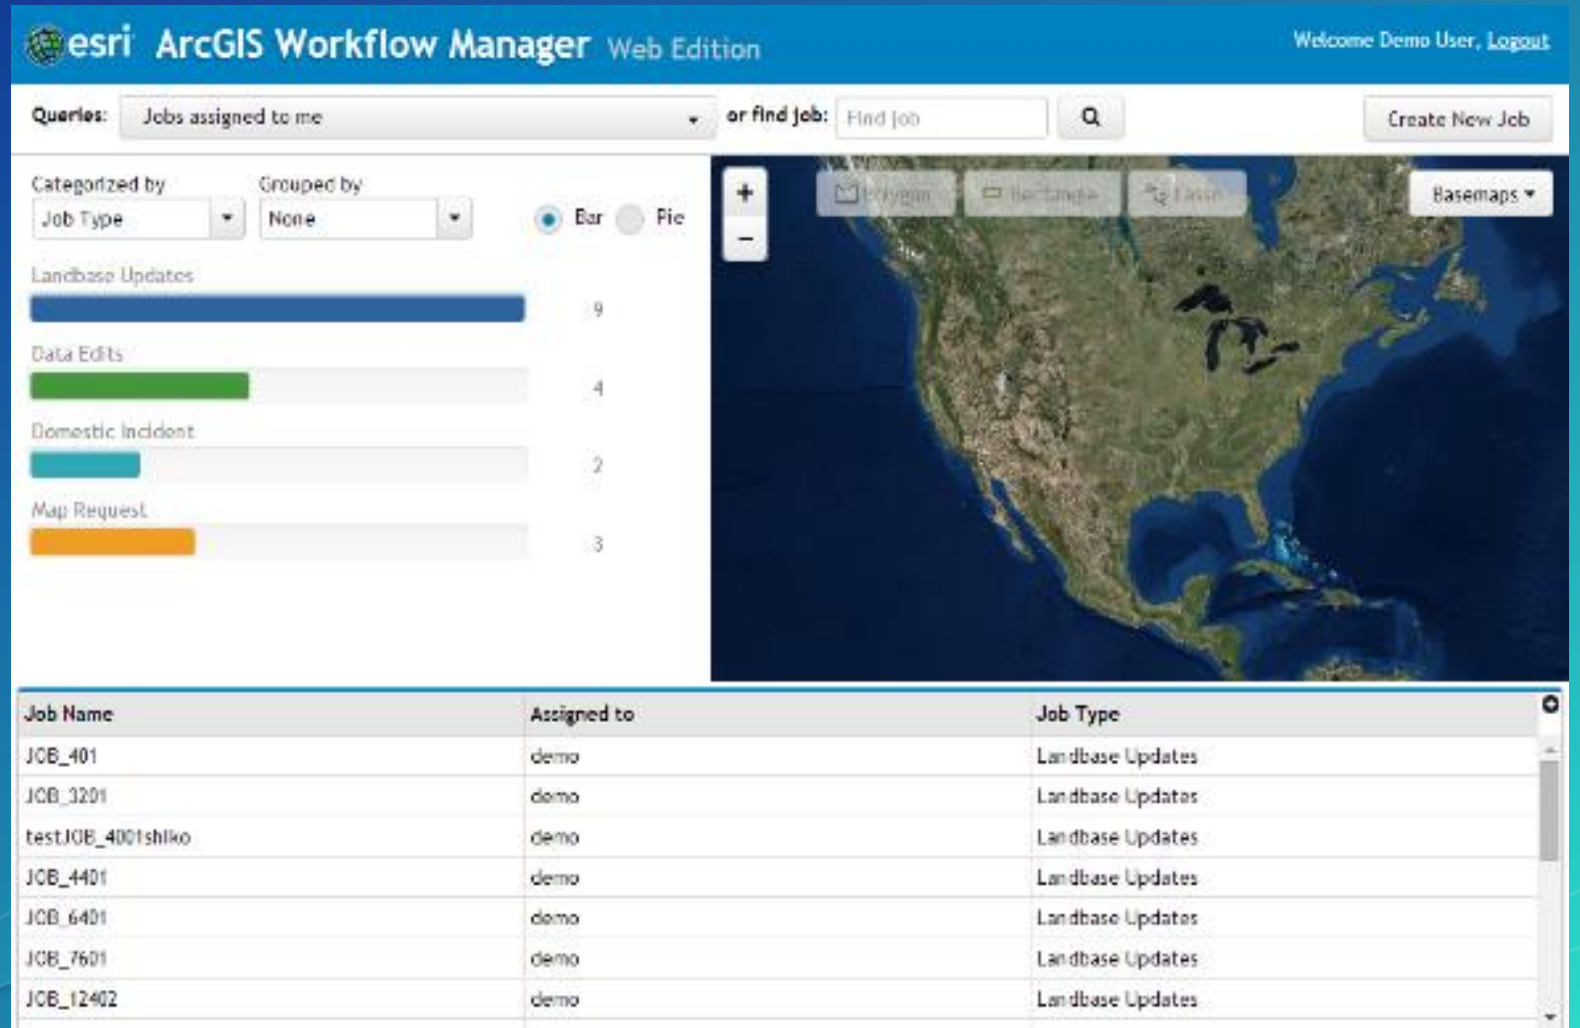 esri ArcGIS Workflow Manager Web Edition
Welcome Demo User, Logout
Queries: Jobs assigned to me or find job: Find job Create New Job
Categorized by Grouped by
Job Type None Bar Pie
+ Polygon Rectangle Lasso Basemaps
−
Landbase Updates
9
Data Edits
4
Domestic Incident
2
Map Request
3
Job Name Assigned to Job Type
JOB_401 demo Landbase Updates
JOB_3201 demo Landbase Updates
testJOB_4001shiko demo Landbase Updates
JOB_4401 demo Landbase Updates
JOB_6401 demo Landbase Updates
JOB_7601 demo Landbase Updates
JOB_12402 demo Landbase Updates